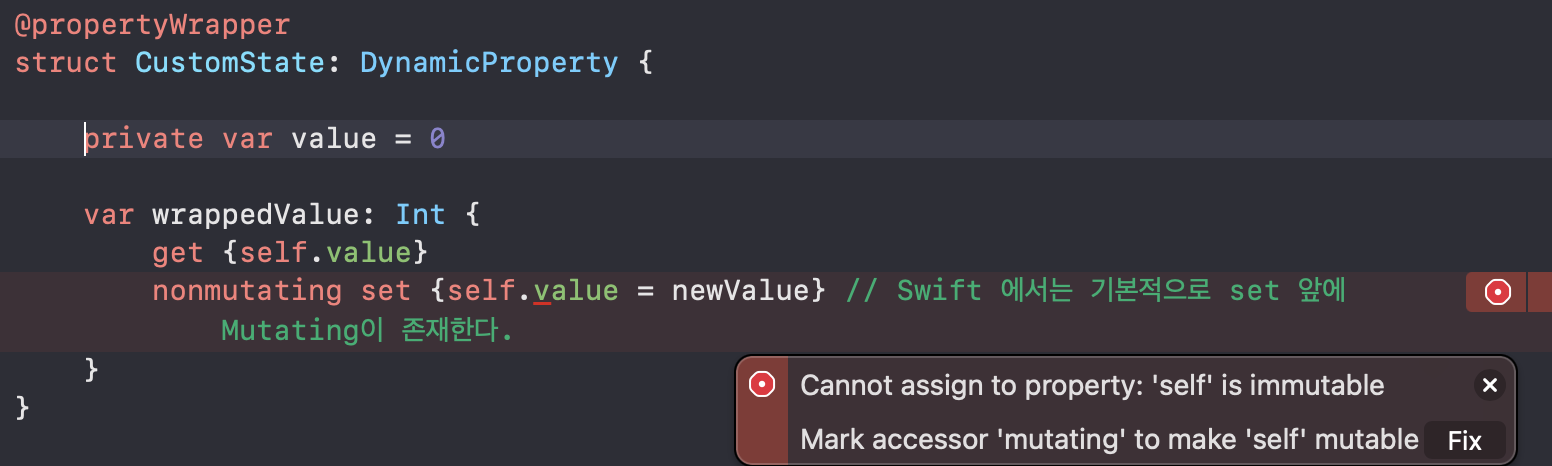 @propertyWrapper
struct CustomState: DynamicProperty {
private var value = 0
var wrappedValue: Int {
get {self.value}
nonmutating set {self.value = newValue} // Swift 에서는 기본적으로 set 앞에
Mutating이 존재한다.
}
}
Cannot assign to property: 'self' is immutable
Mark accessor 'mutating' to make 'self' mutable Fix